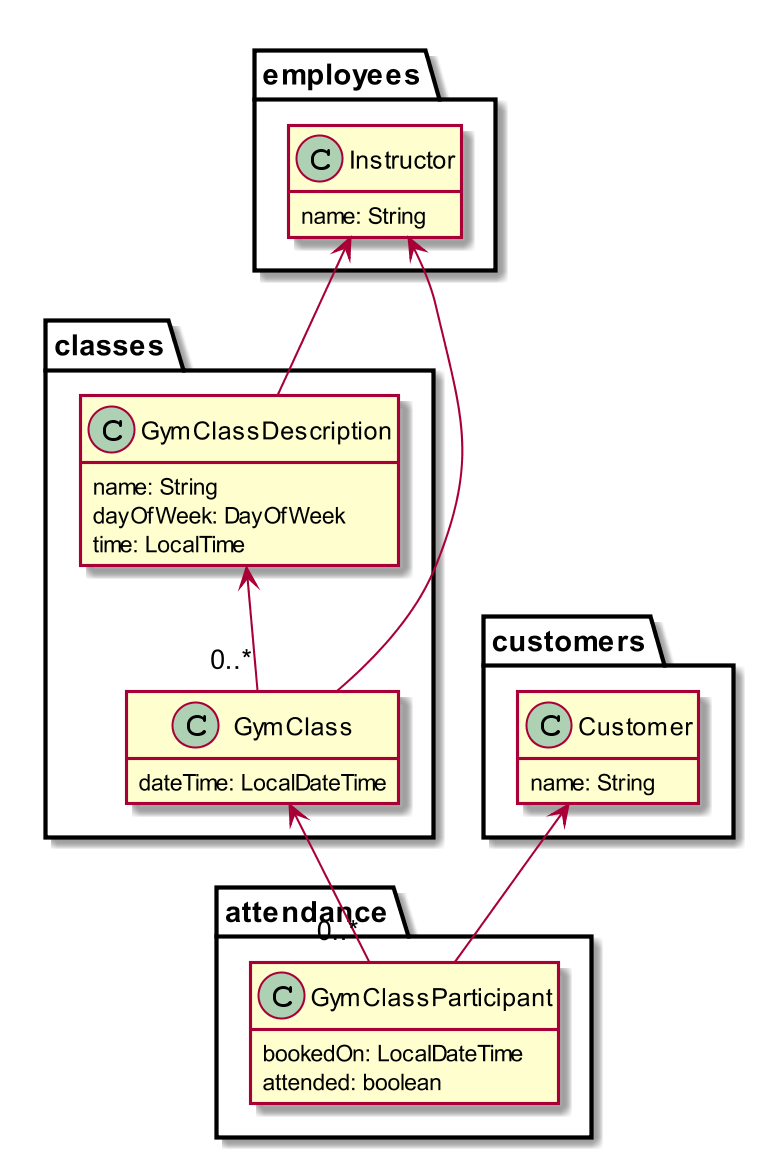 employees
C Instructor
name: String
classes
C GymClassDescription
name: String
dayOfWeek: DayOfWeek
time: LocalTime
0..*
customers
C GymClass
dateTime: LocalDateTime
C Customer
name: String
attendance
0..*
C GymClassParticipant
bookedOn: LocalDateTime
attended: boolean